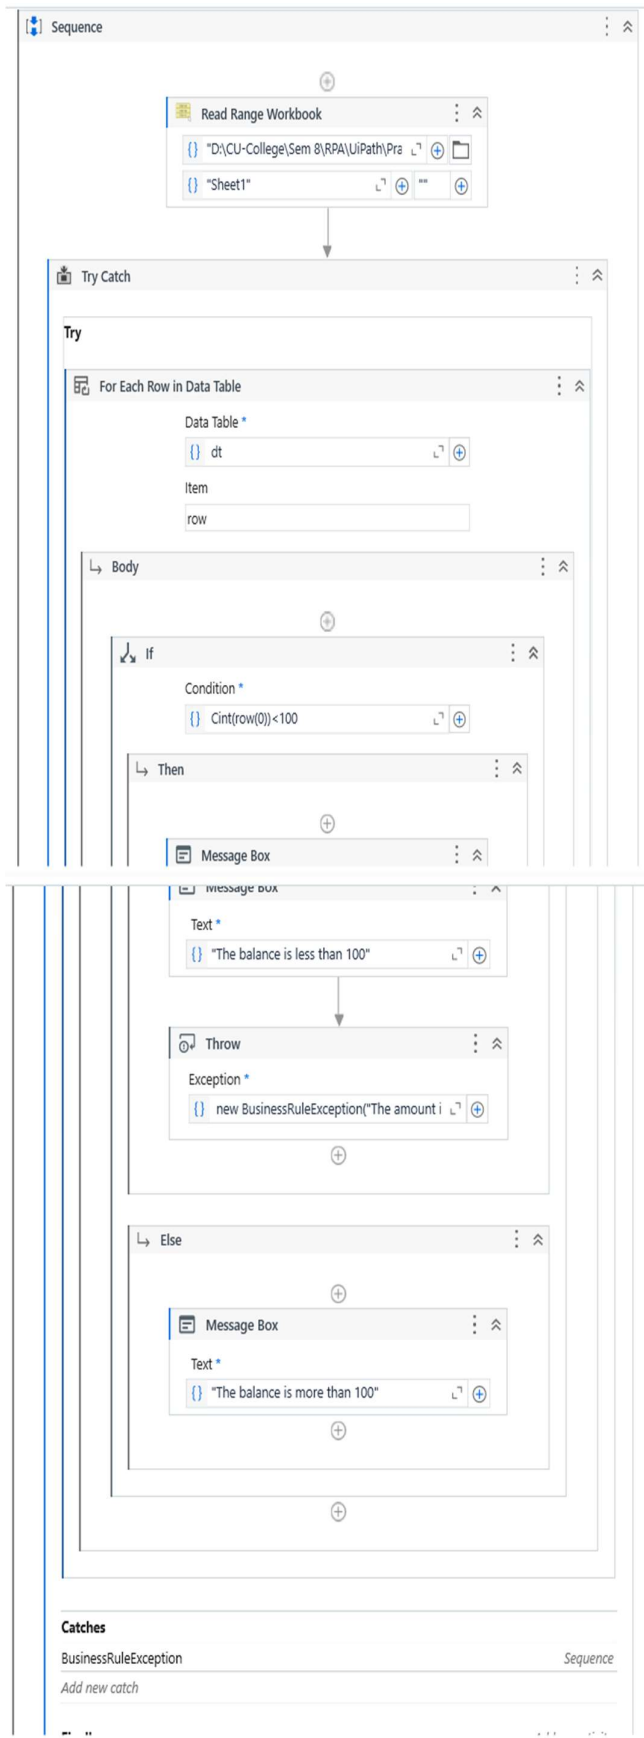 Sequence
Read Range Workbook
"D:\CU-College\Sem 8\RPA\UiPath\Pra
"Sheet1" ""
Try Catch
Try
For Each Row in Data Table
Data Table *
dt
Item
row
Body
If
Condition *
Cint(row(0))<100
Then
Message Box
Message Box
Text *
"The balance is less than 100"
Throw
Exception *
new BusinessRuleException("The amount i
Else
Message Box
Text *
"The balance is more than 100"
Catches
BusinessRuleException Sequence
Add new catch